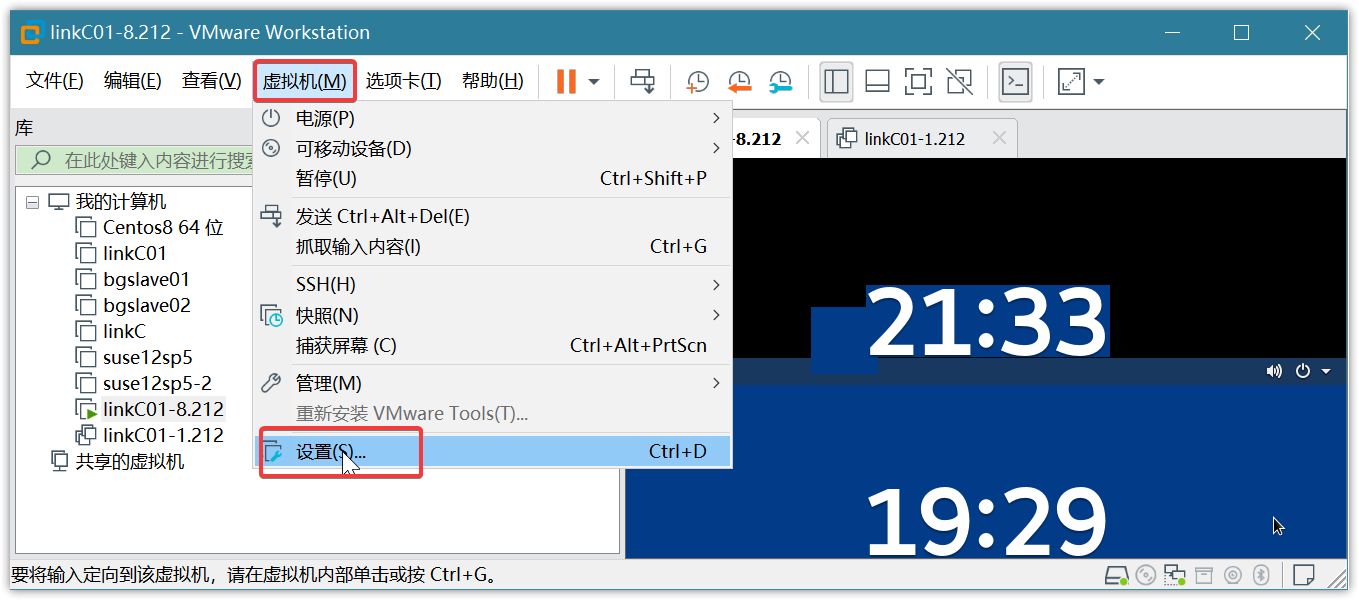 linkC01-8.212 - VMware Workstation
文件(F) 编辑(E) 查看(V) 虚拟机(M) 选项卡(T) 帮助(H)
库
在此处键入内容进行搜
我的计算机
Centos8 64 位
linkC01
bgslave01
bgslave02
linkC
suse12sp5
suse12sp5-2
linkC01-8.212
linkC01-1.212
共享的虚拟机
电源(P)
可移动设备(D)
暂停(U) Ctrl+Shift+P
发送 Ctrl+Alt+Del(E)
抓取输入内容(I) Ctrl+G
SSH(H)
快照(N)
捕获屏幕 (C) Ctrl+Alt+PrtScn
管理(M)
重新安装 VMware Tools(T)...
设置(S)... Ctrl+D
-8.212 linkC01-1.212
21:33
19:29
要将输入定向到该虚拟机，请在虚拟机内部单击或按 Ctrl+G。